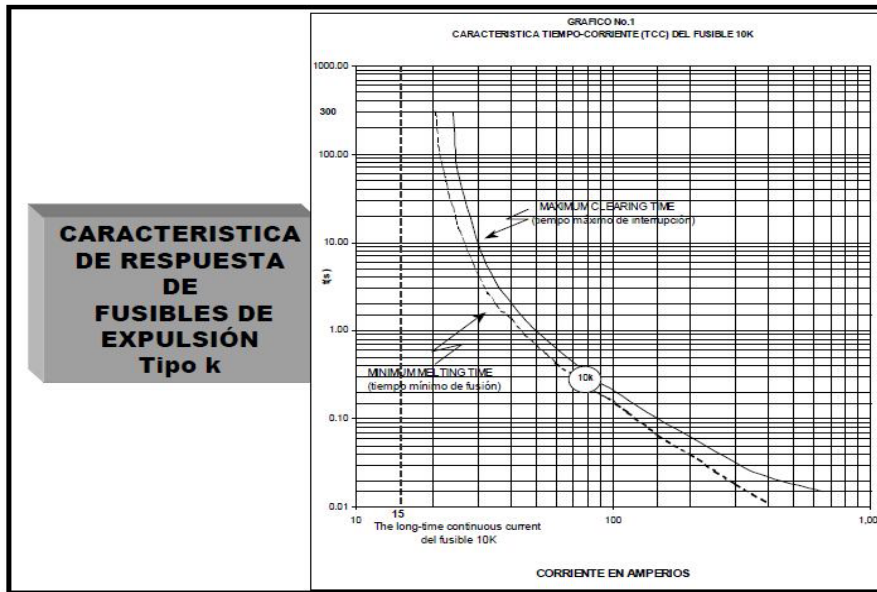 GRAFICO No.1
CARACTERISTICA TIEMPO-CORRIENTE (TCC) DEL FUSIBLE 10K
CARACTERISTICA
DE RESPUESTA
DE
FUSIBLES DE
EXPULSIÓN
Tipo k
1000.00
300
100.00
10.00
1.00
0.10
0.01
t(s)
MAXIMUM CLEARING TIME
(tiempo máximo de interrupción)
MINIMUM MELTING TIME
(tiempo mínimo de fusión)
10k
10
15
100
1,00
The long-time continuous current
del fusible 10K
CORRIENTE EN AMPERIOS